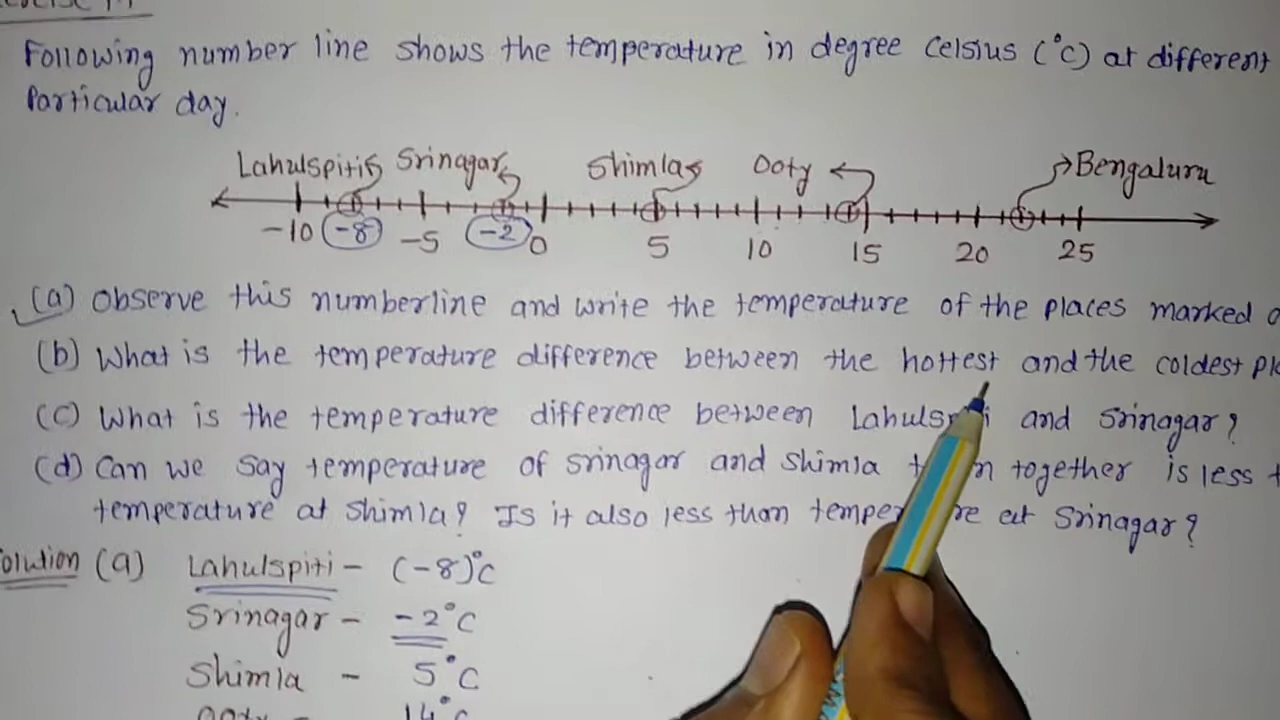 Following number line shows the temperature in degree celsius (°C) at different
Particular day.
Lahulspiti Srinagar Shimla Ooty Bengaluru
-10 -8 -5 -2 0 5 10 15 20 25
(a) Observe this numberline and write the temperature of the places marked
(b) What is the temperature difference between the hottest and the coldest
(c) What is the temperature difference between Lahulspiti and Srinagar?
(d) Can we say temperature of srinagar and Shimla together is less
temperature at Shimla? Is it also less than temperature at Srinagar?
Solution (a) Lahulspiti - (-8)°C
Srinagar - -2°C
Shimla - 5°C
Ooty - 14°C